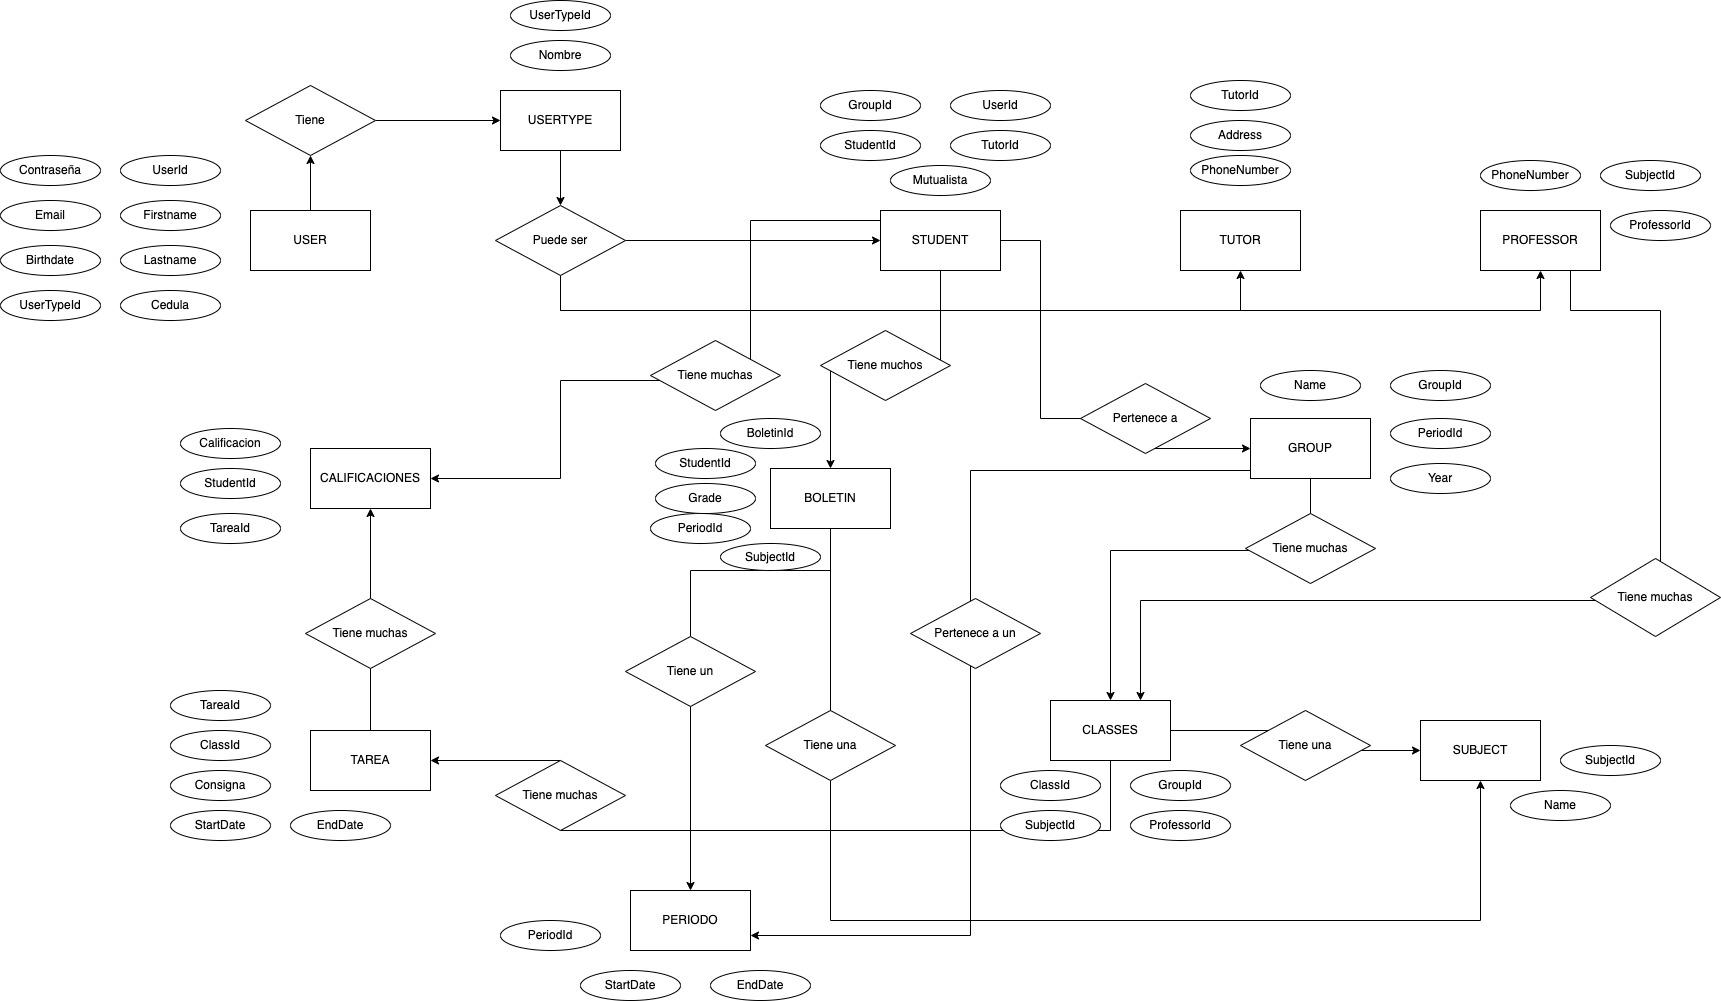 UserTypeId
Nombre
Tiene
USERTYPE
GroupId
UserId
StudentId
TutorId
Mutualista
TutorId
Address
PhoneNumber
PhoneNumber
SubjectId
ProfessorId
Contraseña
UserId
Email
Firstname
Birthdate
Lastname
UserTypeId
Cedula
USER
Puede ser
STUDENT
TUTOR
PROFESSOR
Tiene muchas
Tiene muchos
Pertenece a
Name
GroupId
PeriodId
Year
GROUP
Calificacion
StudentId
TareaId
CALIFICACIONES
BoletinId
StudentId
Grade
PeriodId
SubjectId
BOLETIN
Tiene muchas
Tiene muchas
Tiene muchas
Tiene un
Pertenece a un
TareaId
ClassId
Consigna
StartDate
EndDate
TAREA
Tiene muchas
Tiene una
CLASSES
Tiene una
SUBJECT
SubjectId
Name
ClassId
GroupId
SubjectId
ProfessorId
PERIODO
PeriodId
StartDate
EndDate